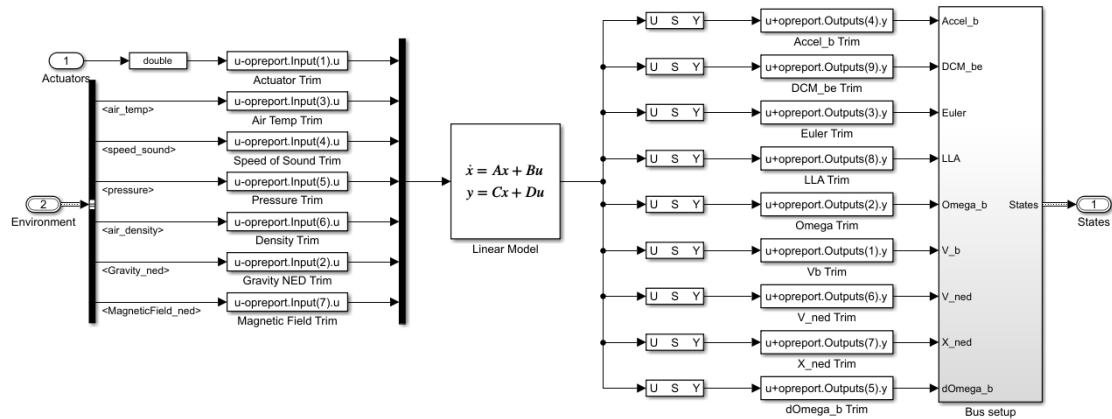 1
Actuators
double
u-opreport.Input(1).u
Actuator Trim
<air_temp>
u-opreport.Input(3).u
Air Temp Trim
<speed_sound>
u-opreport.Input(4).u
Speed of Sound Trim
<pressure>
u-opreport.Input(5).u
Pressure Trim
2
Environment
<air_density>
u-opreport.Input(6).u
Density Trim
<Gravity_ned>
u-opreport.Input(2).u
Gravity NED Trim
<MagneticField_ned>
u-opreport.Input(7).u
Magnetic Field Trim
ẋ = Ax + Bu
y = Cx + Du
Linear Model
U S Y
u+opreport.Outputs(4).y
Accel_b Trim
U S Y
u+opreport.Outputs(9).y
DCM_be Trim
U S Y
u+opreport.Outputs(3).y
Euler Trim
U S Y
u+opreport.Outputs(8).y
LLA Trim
U S Y
u+opreport.Outputs(2).y
Omega Trim
U S Y
u+opreport.Outputs(1).y
Vb Trim
U S Y
u+opreport.Outputs(6).y
V_ned Trim
U S Y
u+opreport.Outputs(7).y
X_ned Trim
U S Y
u+opreport.Outputs(5).y
dOmega_b Trim
Accel_b
DCM_be
Euler
LLA
Omega_b
V_b
V_ned
X_ned
dOmega_b
States
Bus setup
1
States